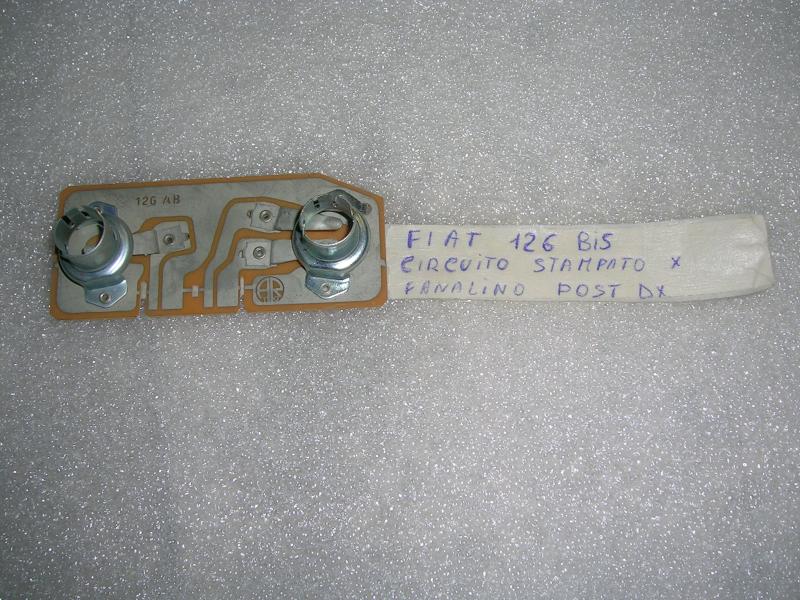 126 AB
FIAT 126 BIS
CIRCUITO STAMPATO X
FANALINO POST DX